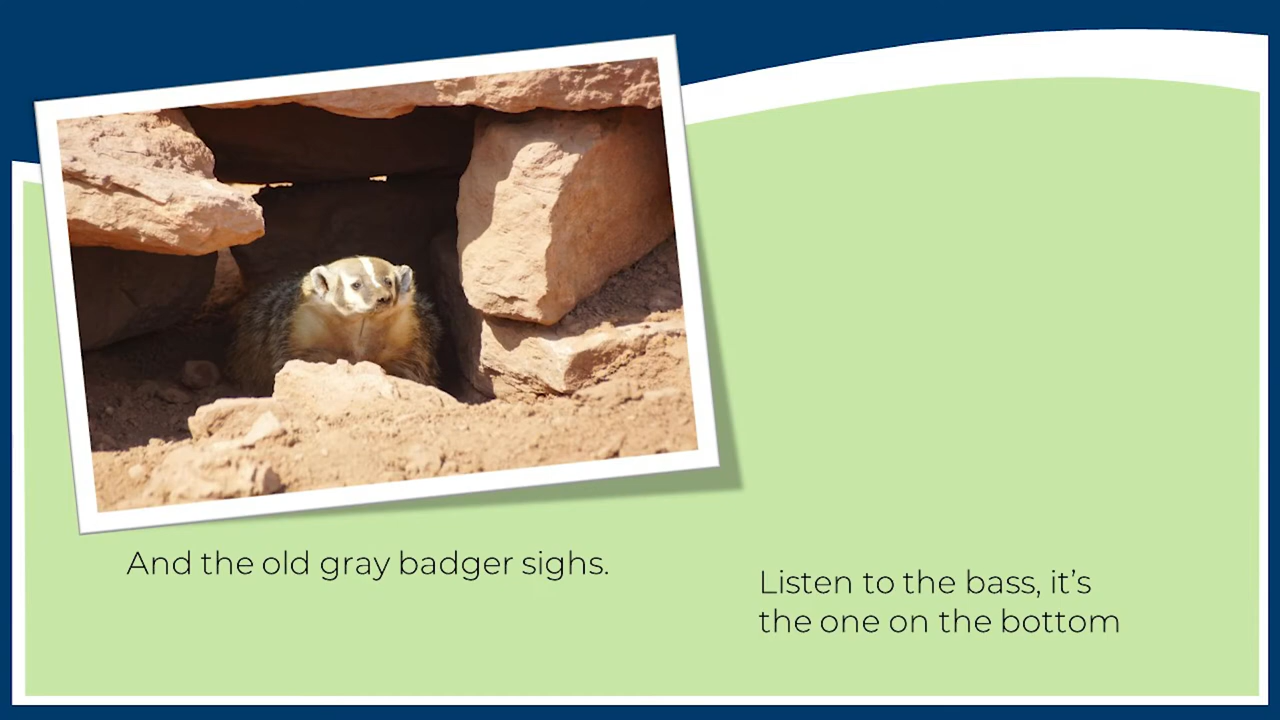 And the old gray badger sighs.
Listen to the bass, it’s
the one on the bottom